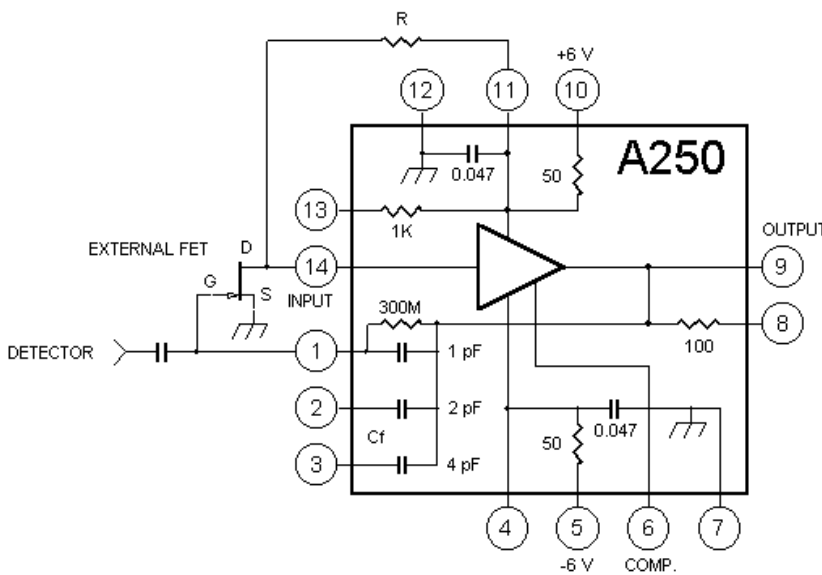 R
+6 V
12
11
10
A250
0.047
50
13
1K
EXTERNAL FET
D
OUTPUT
G
S
14
9
INPUT
300M
DETECTOR
1
1 pF
100
8
2
2 pF
Cf
50
0.047
3
4 pF
4
5
6
7
-6 V
COMP.